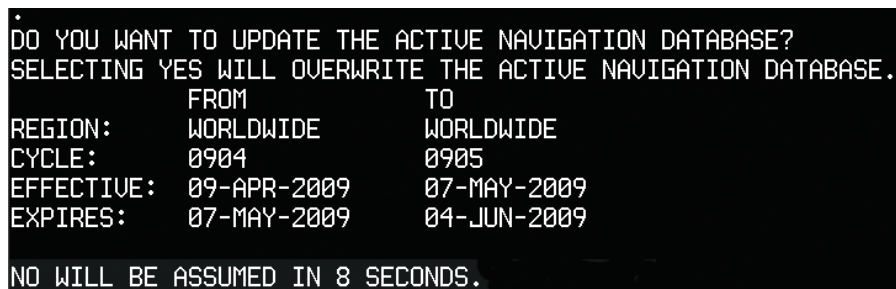 .
DO YOU WANT TO UPDATE THE ACTIVE NAVIGATION DATABASE?
SELECTING YES WILL OVERWRITE THE ACTIVE NAVIGATION DATABASE.
FROM TO
REGION: WORLDWIDE WORLDWIDE
CYCLE: 0904 0905
EFFECTIVE: 09-APR-2009 07-MAY-2009
EXPIRES: 07-MAY-2009 04-JUN-2009
NO WILL BE ASSUMED IN 8 SECONDS.